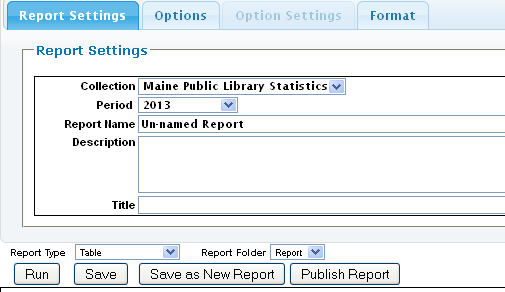 Report Settings Options Option Settings Format
Report Settings
Collection Maine Public Library Statistics
Period 2013
Report Name Un-named Report
Description
Title
Report Type Table Report Folder Report
Run Save Save as New Report Publish Report